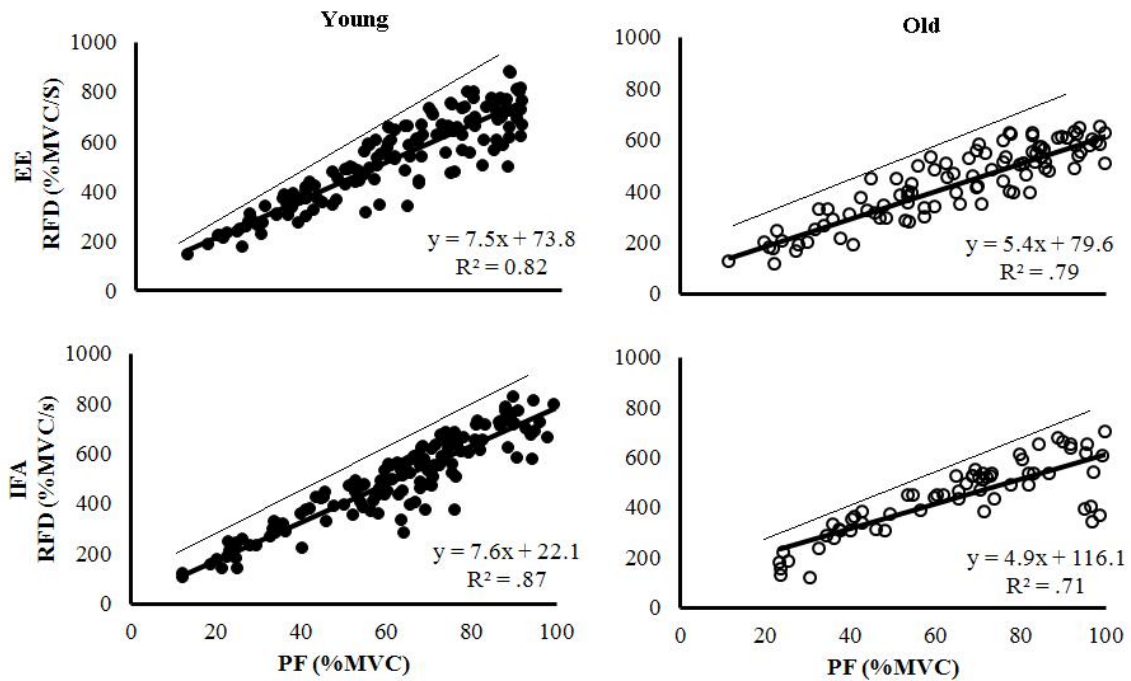 Young
Old
EE
RFD (%MVC/S)
1000
800
600
400
200
0
y = 7.5x + 73.8
R² = 0.82
1000
800
600
400
200
0
y = 5.4x + 79.6
R² = .79
IFA
RFD (%MVC/s)
1000
800
600
400
200
0
y = 7.6x + 22.1
R² = .87
0 20 40 60 80 100
PF (%MVC)
1000
800
600
400
200
0
y = 4.9x + 116.1
R² = .71
0 20 40 60 80 100
PF (%MVC)